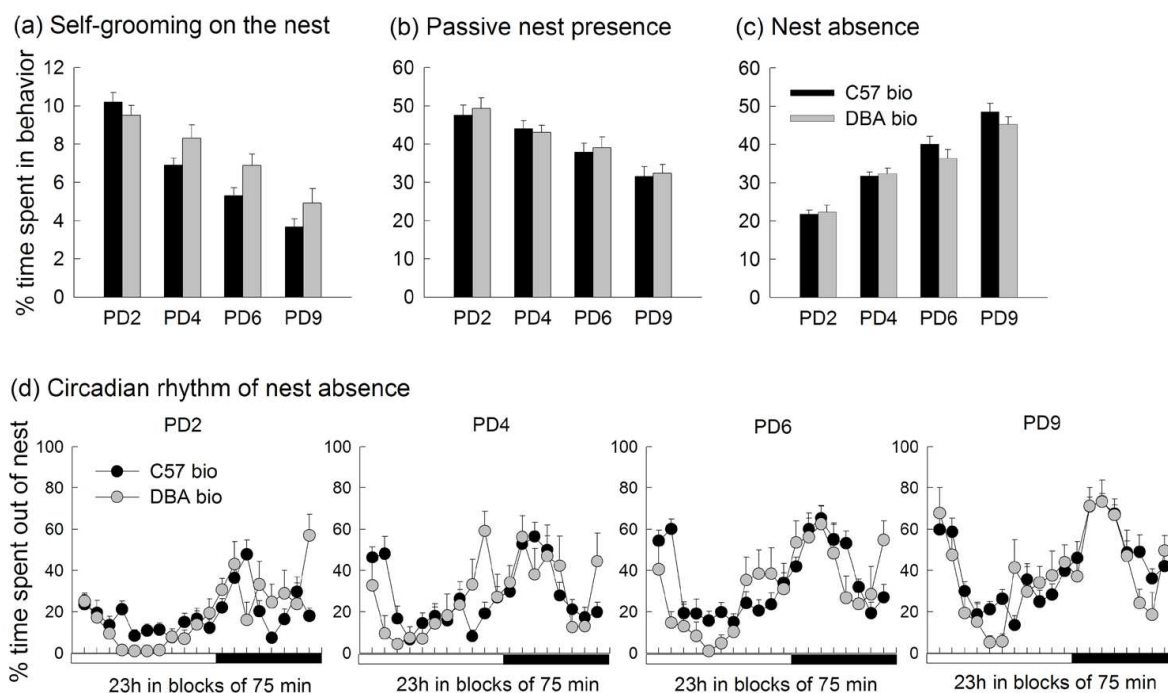 (a) Self-grooming on the nest
(b) Passive nest presence
(c) Nest absence
% time spent in behavior
12
10
8
6
4
2
0
PD2 PD4 PD6 PD9
60
50
40
30
20
10
0
PD2 PD4 PD6 PD9
60
50
40
30
20
10
0
C57 bio
DBA bio
PD2 PD4 PD6 PD9
(d) Circadian rhythm of nest absence
% time spent out of nest
PD2
100
80
60
40
20
0
C57 bio
DBA bio
23h in blocks of 75 min
PD4
100
80
60
40
20
0
23h in blocks of 75 min
PD6
100
80
60
40
20
0
23h in blocks of 75 min
PD9
100
80
60
40
20
0
23h in blocks of 75 min